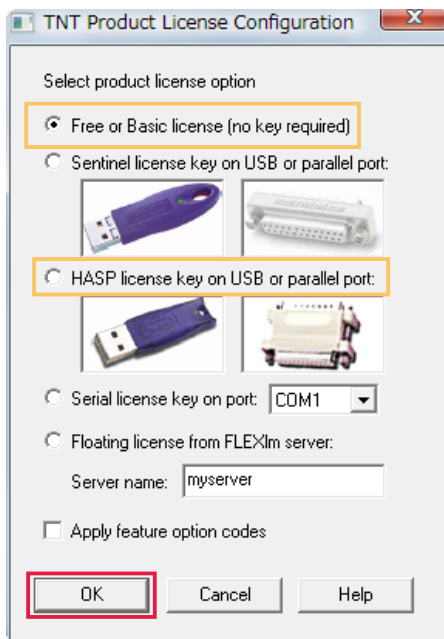 TNT Product License Configuration
Select product license option
Free or Basic license (no key required)
Sentinel license key on USB or parallel port:
HASP license key on USB or parallel port:
Serial license key on port: COM1
Floating license from FLEXlm server:
Server name: myserver
Apply feature option codes
OK Cancel Help